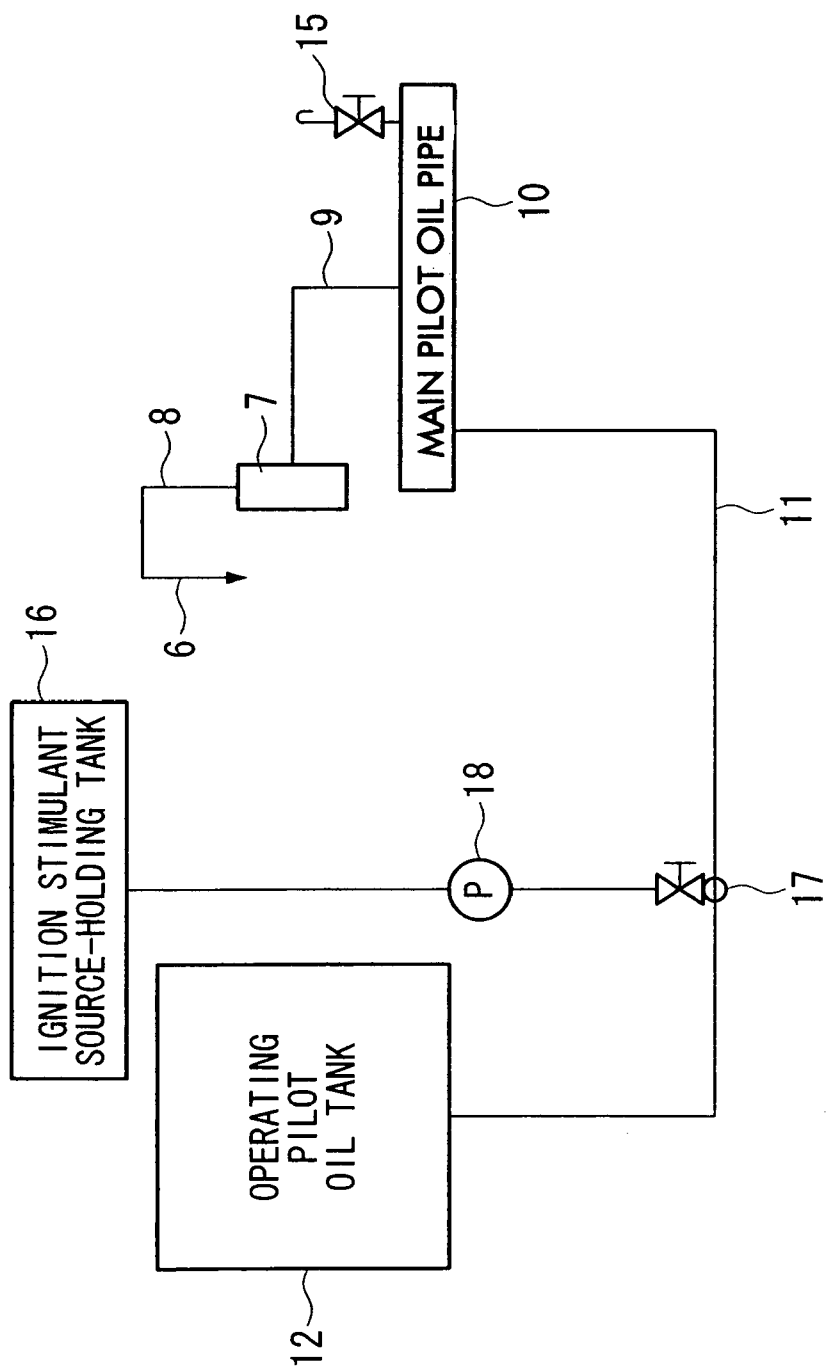 16
IGNITION STIMULANT
SOURCE-HOLDING TANK
12
OPERATING
PILOT
OIL TANK
P
18
17
6
8
7
9
15
MAIN PILOT OIL PIPE
10
11